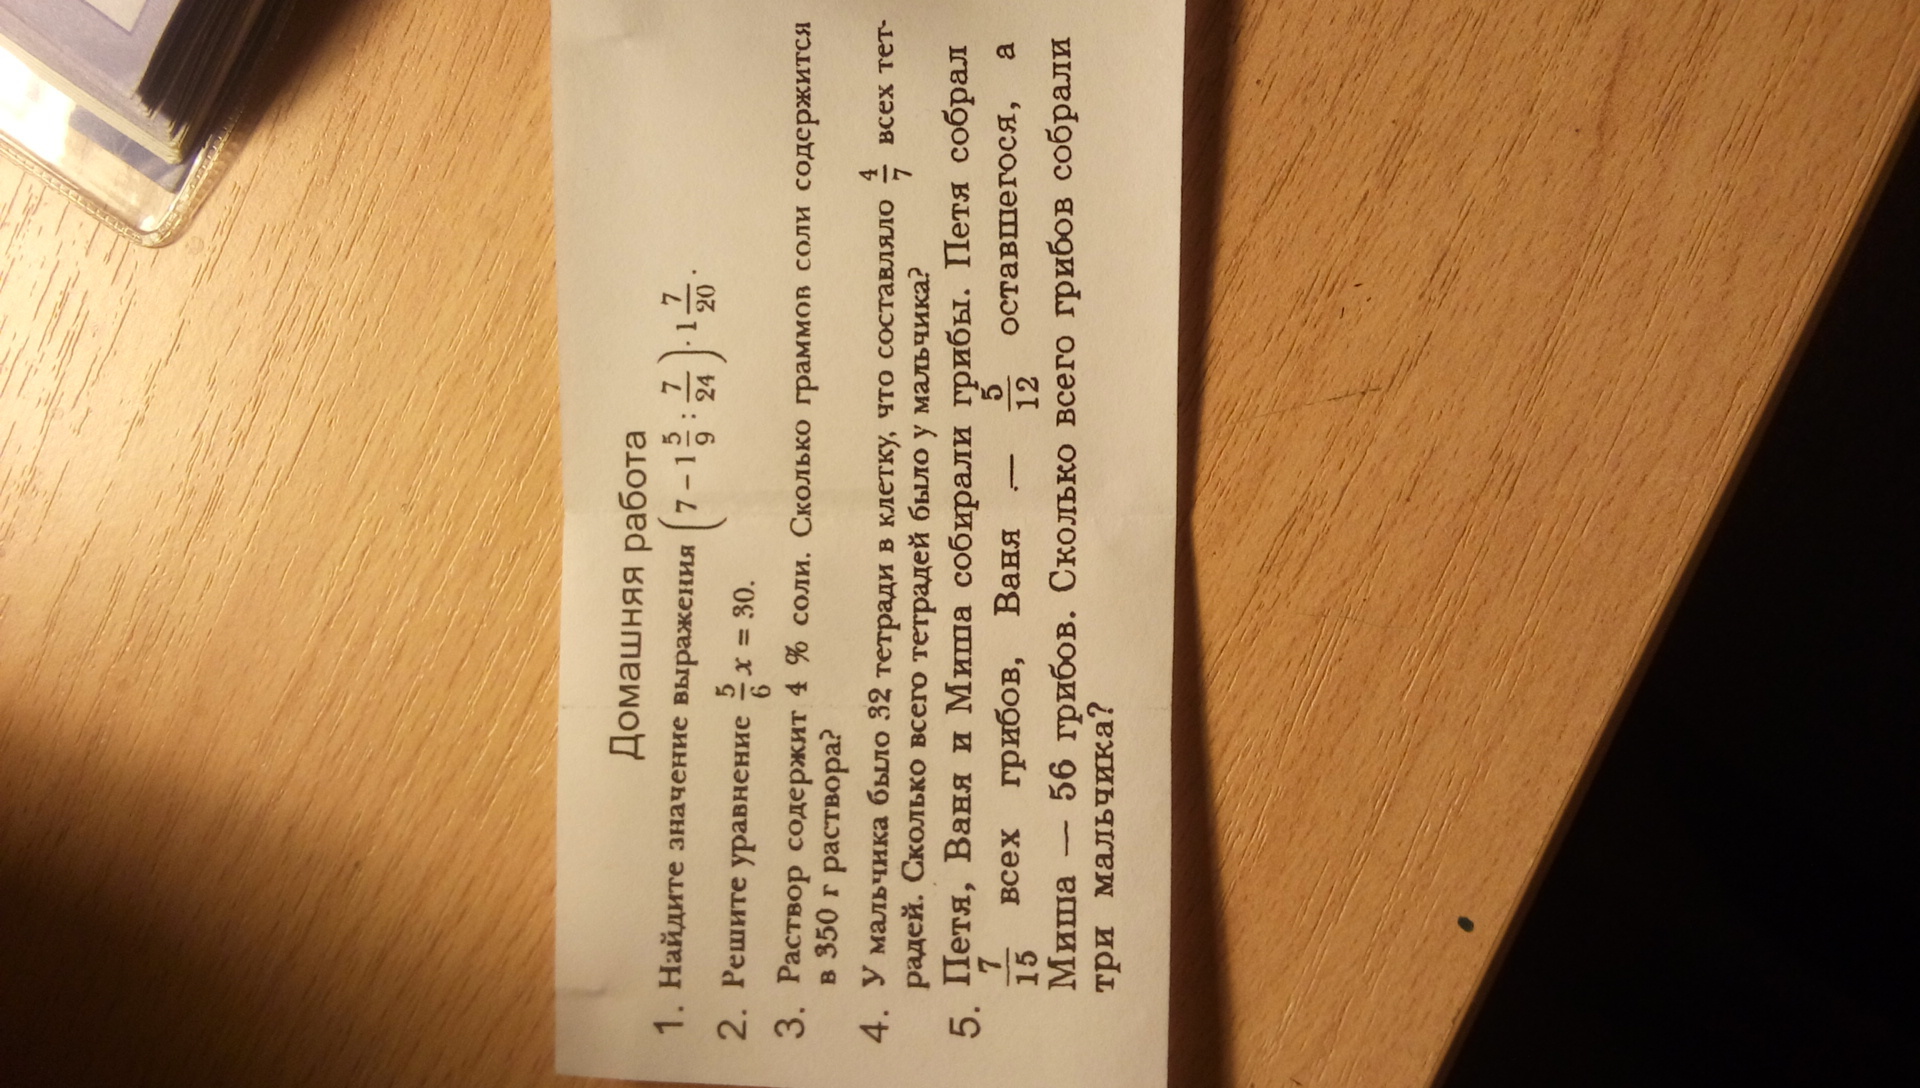 Домашняя работа
1. Найдите значение выражения (7 − 1 5/9 : 7/24) · 1 7/20.
2. Решите уравнение 5/6 x = 30.
3. Раствор содержит 4 % соли. Сколько граммов соли содержится
в 350 г раствора?
4. У мальчика было 32 тетради в клетку, что составляло 4/7 всех тет-
радей. Сколько всего тетрадей было у мальчика?
5. Петя, Ваня и Миша собирали грибы. Петя собрал
7/15 всех грибов, Ваня — 5/12 оставшегося, а
Миша — 56 грибов. Сколько всего грибов собрали
три мальчика?